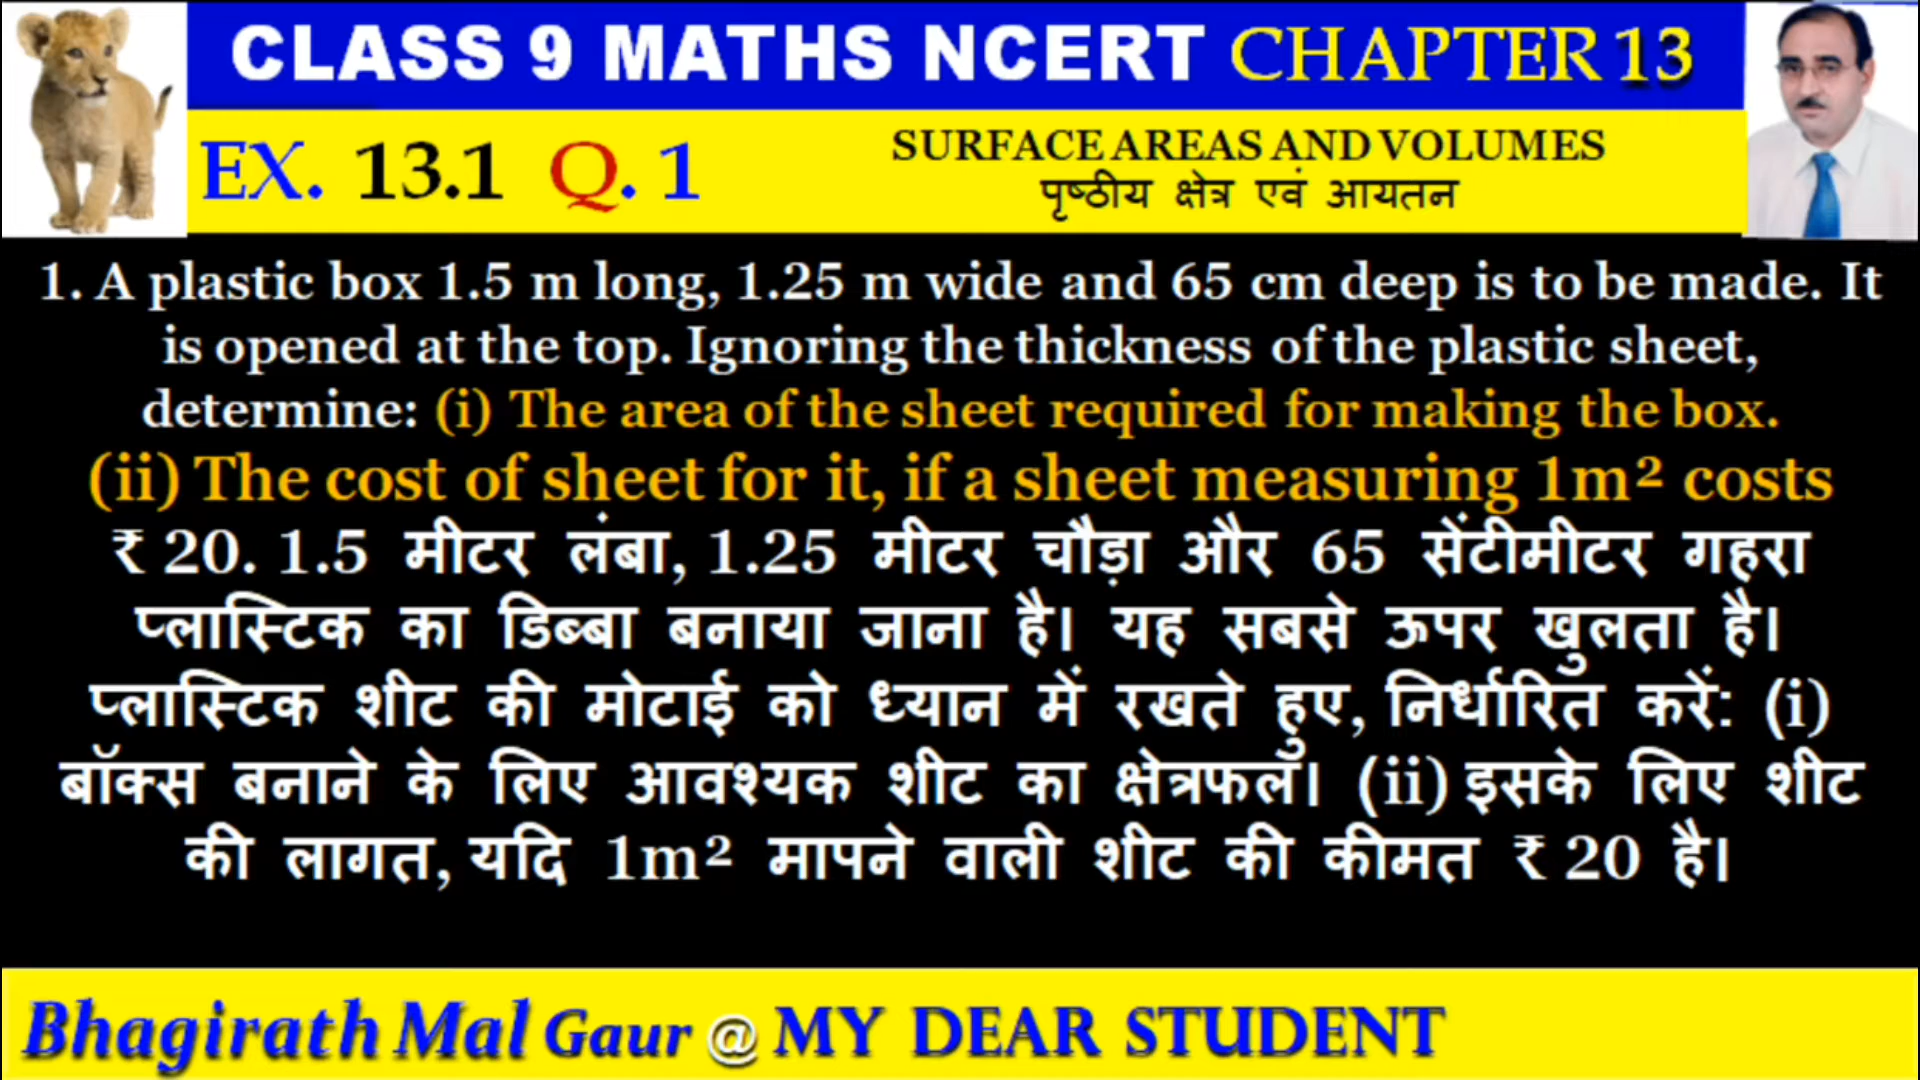 CLASS 9 MATHS NCERT CHAPTER 13
EX. 13.1 Q. 1
SURFACE AREAS AND VOLUMES
पृष्ठीय क्षेत्र एवं आयतन
1. A plastic box 1.5 m long, 1.25 m wide and 65 cm deep is to be made. It
is opened at the top. Ignoring the thickness of the plastic sheet,
determine: (i) The area of the sheet required for making the box.
(ii) The cost of sheet for it, if a sheet measuring 1m² costs
₹ 20. 1.5 मीटर लंबा, 1.25 मीटर चौड़ा और 65 सेंटीमीटर गहरा
प्लास्टिक का डिब्बा बनाया जाना है। यह सबसे ऊपर खुलता है।
प्लास्टिक शीट की मोटाई को ध्यान में रखते हुए, निर्धारित करें: (i)
बॉक्स बनाने के लिए आवश्यक शीट का क्षेत्रफल। (ii) इसके लिए शीट
की लागत, यदि 1m² मापने वाली शीट की कीमत ₹ 20 है।
Bhagirath Mal Gaur @ MY DEAR STUDENT